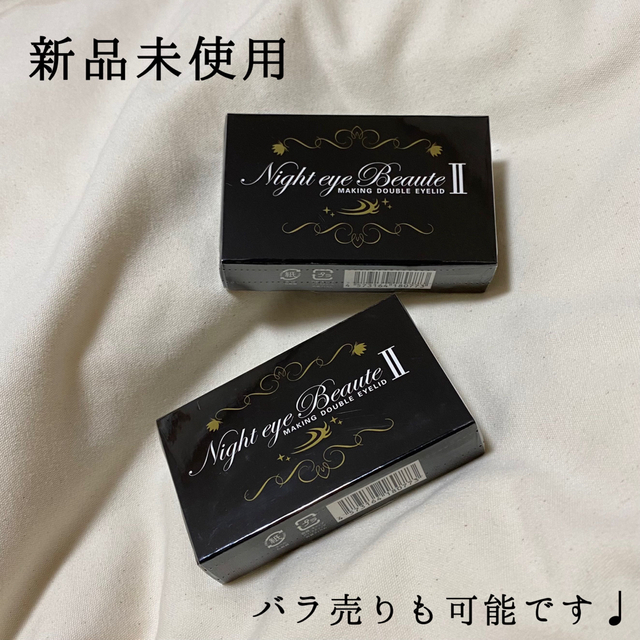 新品未使用
Night eye Beaute II
MAKING DOUBLE EYELID
Night eye Beaute II
MAKING DOUBLE EYELID
バラ売りも可能です♩